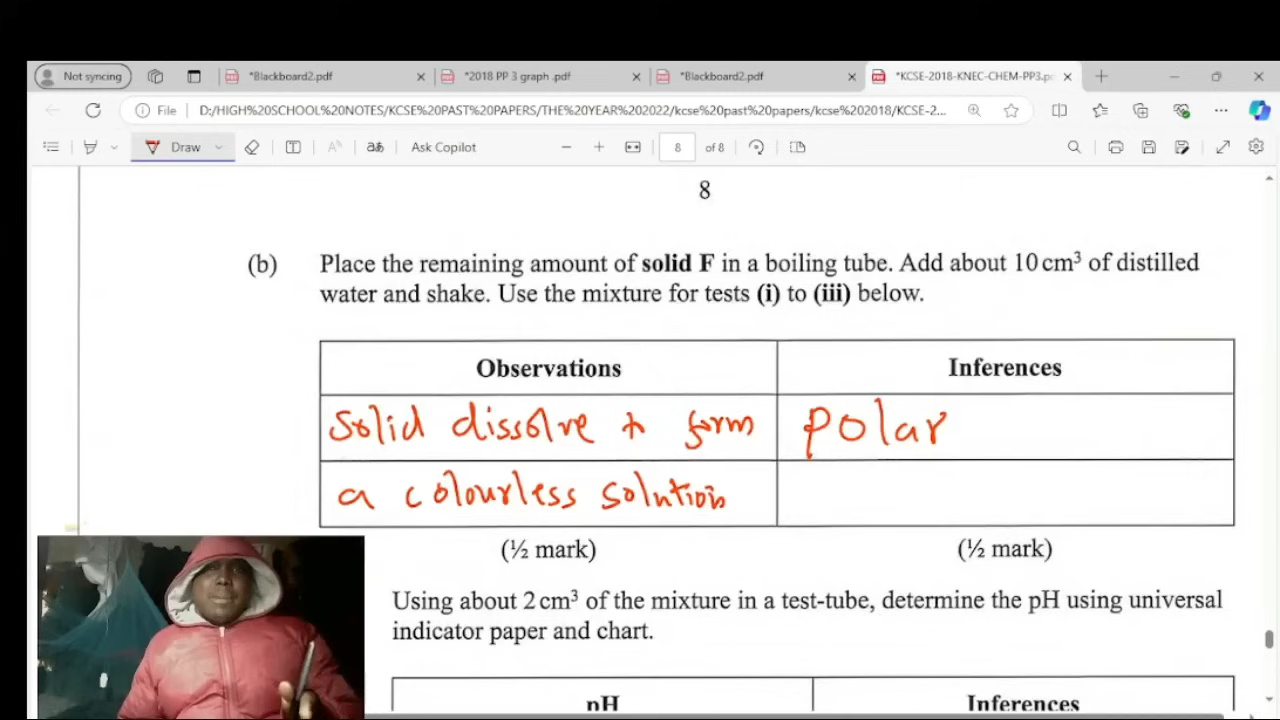 Not syncing
*Blackboard2.pdf
*2018 PP 3 graph .pdf
*Blackboard2.pdf
*KCSE-2018-KNEC-CHEM-PP3.p
File
D:/HIGH%20SCHOOL%20NOTES/KCSE%20PAST%20PAPERS/THE%20YEAR%202022/kcse%20past%20papers/kcse%202018/KCSE-2...
Draw
Ask Copilot
8 of 8
8
(b) Place the remaining amount of solid F in a boiling tube. Add about 10 cm³ of distilled
water and shake. Use the mixture for tests (i) to (iii) below.
Observations Inferences
Solid dissolve to form polar
a colourless solution
(½ mark) (½ mark)
Using about 2 cm³ of the mixture in a test-tube, determine the pH using universal
indicator paper and chart.
pH Inferences